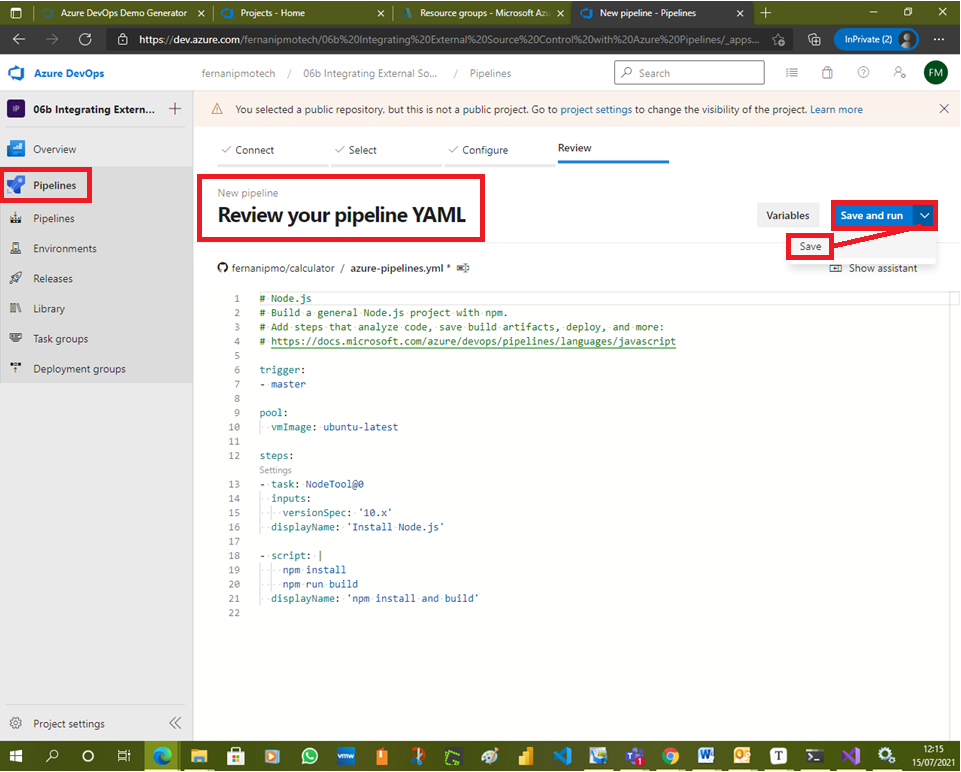 Azure DevOps Demo Generator
Projects - Home
Resource groups - Microsoft Az
New pipeline - Pipelines
https://dev.azure.com/fernanipmotech/06b%20Integrating%20External%20Source%20Control%20with%20Azure%20Pipelines/_apps...
InPrivate (2)
Azure DevOps
fernanipmotech / 06b Integrating External So... / Pipelines
Search
FM
IP
06b Integrating Extern...
You selected a public repository, but this is not a public project. Go to project settings to change the visibility of the project. Learn more
Overview
Pipelines
Pipelines
Environments
Releases
Library
Task groups
Deployment groups
Project settings
Connect
Select
Configure
Review
New pipeline
Review your pipeline YAML
Variables
Save and run
Save
fernanipmo/calculator / azure-pipelines.yml *
Show assistant
1 # Node.js
2 # Build a general Node.js project with npm.
3 # Add steps that analyze code, save build artifacts, deploy, and more:
4 # https://docs.microsoft.com/azure/devops/pipelines/languages/javascript
5
6 trigger:
7 - master
8
9 pool:
10 vmImage: ubuntu-latest
11
12 steps:
Settings
13 - task: NodeTool@0
14 inputs:
15 versionSpec: '10.x'
16 displayName: 'Install Node.js'
17
18 - script: |
19 npm install
20 npm run build
21 displayName: 'npm install and build'
22
vmw
12:15
15/07/2021